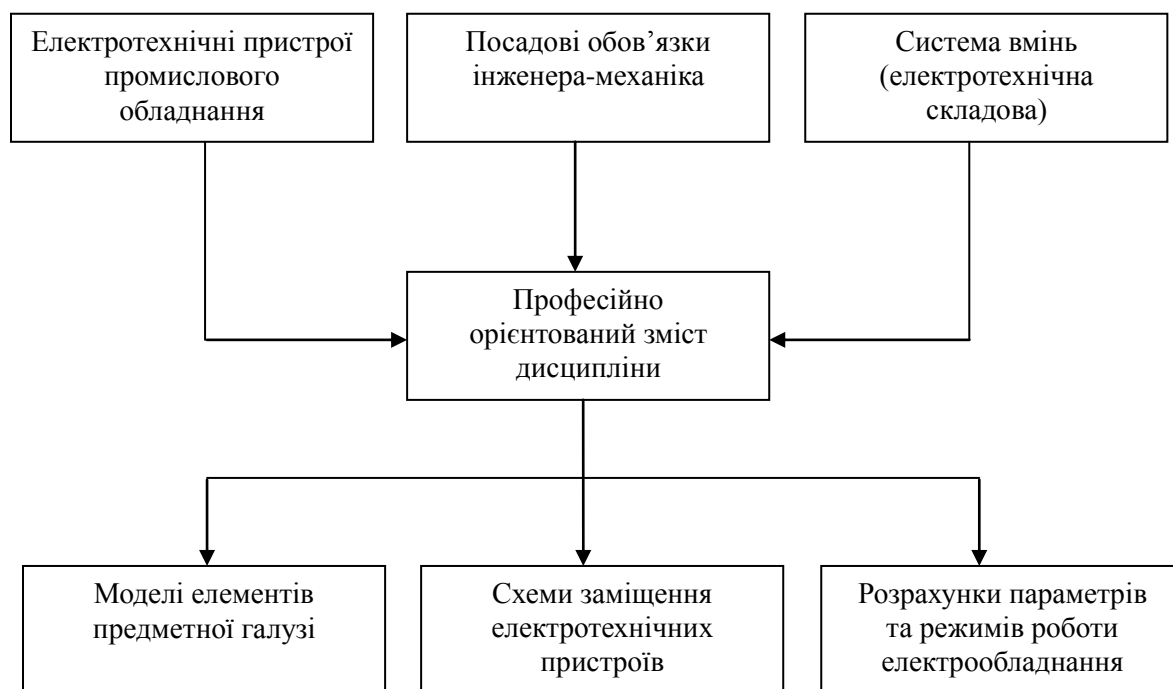 Електротехнічні пристрої
промислового
обладнання
Посадові обов’язки
інженера-механіка
Система вмінь
(електротехнічна
складова)
Професійно
орієнтований зміст
дисципліни
Моделі елементів
предметної галузі
Схеми заміщення
електротехнічних
пристроїв
Розрахунки параметрів
та режимів роботи
електрообладнання